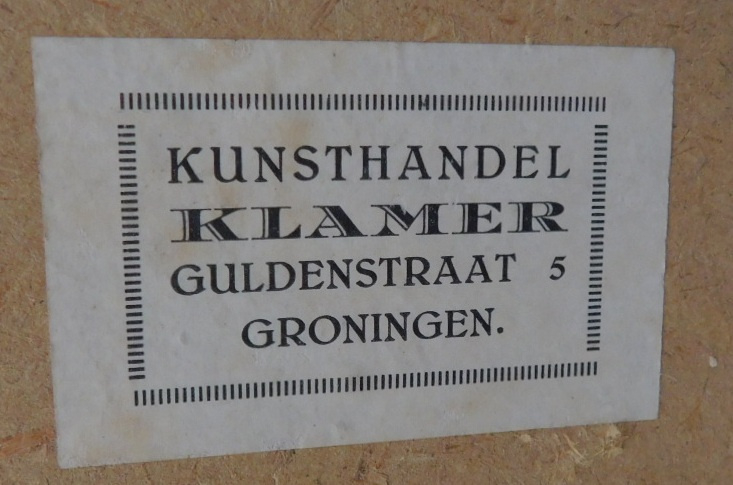 KUNSTHANDEL
KLAMER
GULDENSTRAAT 5
GRONINGEN.